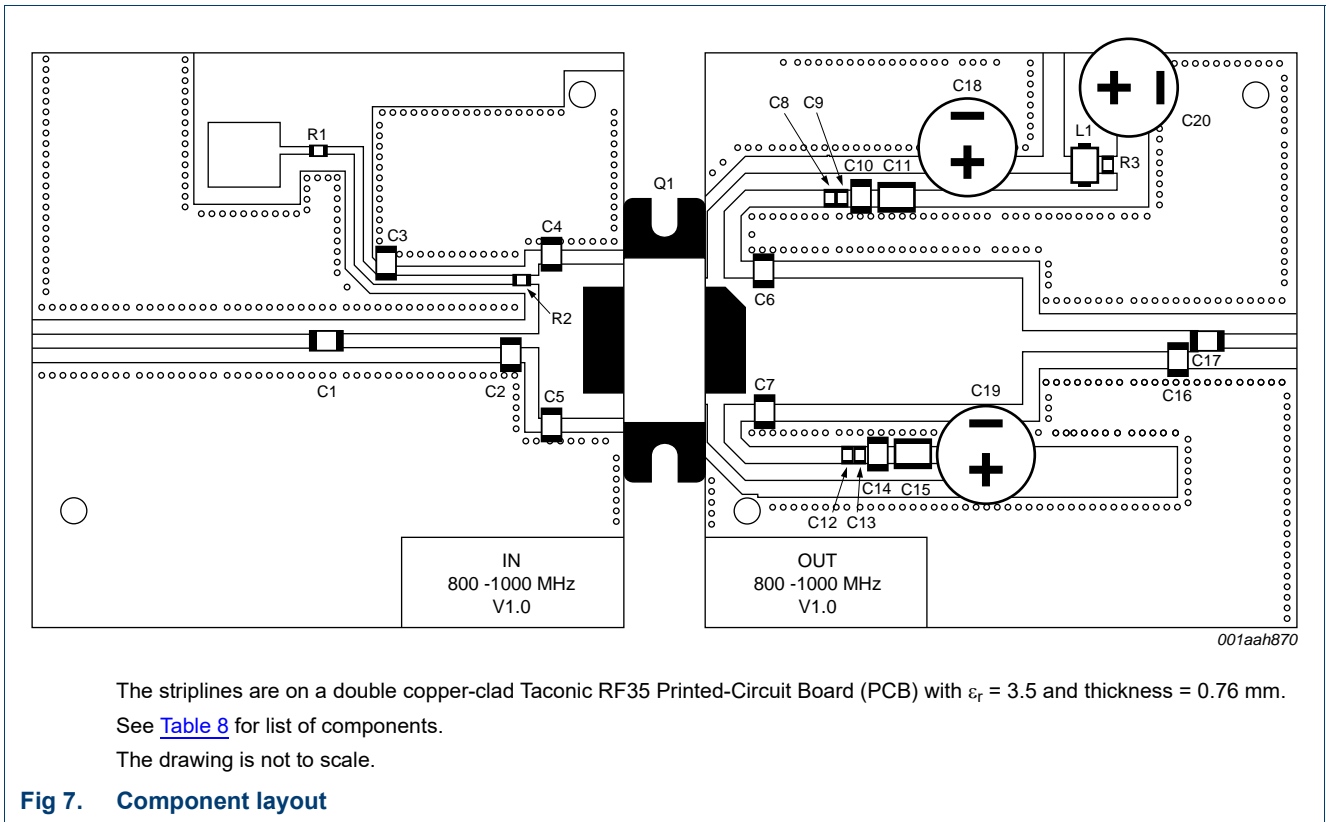 C18
C8 C9
C20
L1
R1
R3
C10 C11
Q1
C3
C4
C6
R2
C17
C1
C2
C5
C7
C19
C16
C14 C15
C12 C13
IN
800 -1000 MHz
V1.0
OUT
800 -1000 MHz
V1.0
001aah870
The striplines are on a double copper-clad Taconic RF35 Printed-Circuit Board (PCB) with εr = 3.5 and thickness = 0.76 mm.
See Table 8 for list of components.
The drawing is not to scale.
Fig 7. Component layout